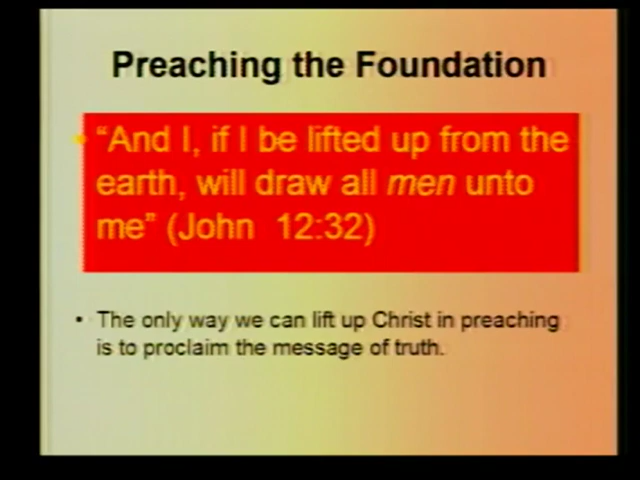 Preaching the Foundation
• “And I, if I be lifted up from the
earth, will draw all men unto
me” (John 12:32)
• The only way we can lift up Christ in preaching
is to proclaim the message of truth.